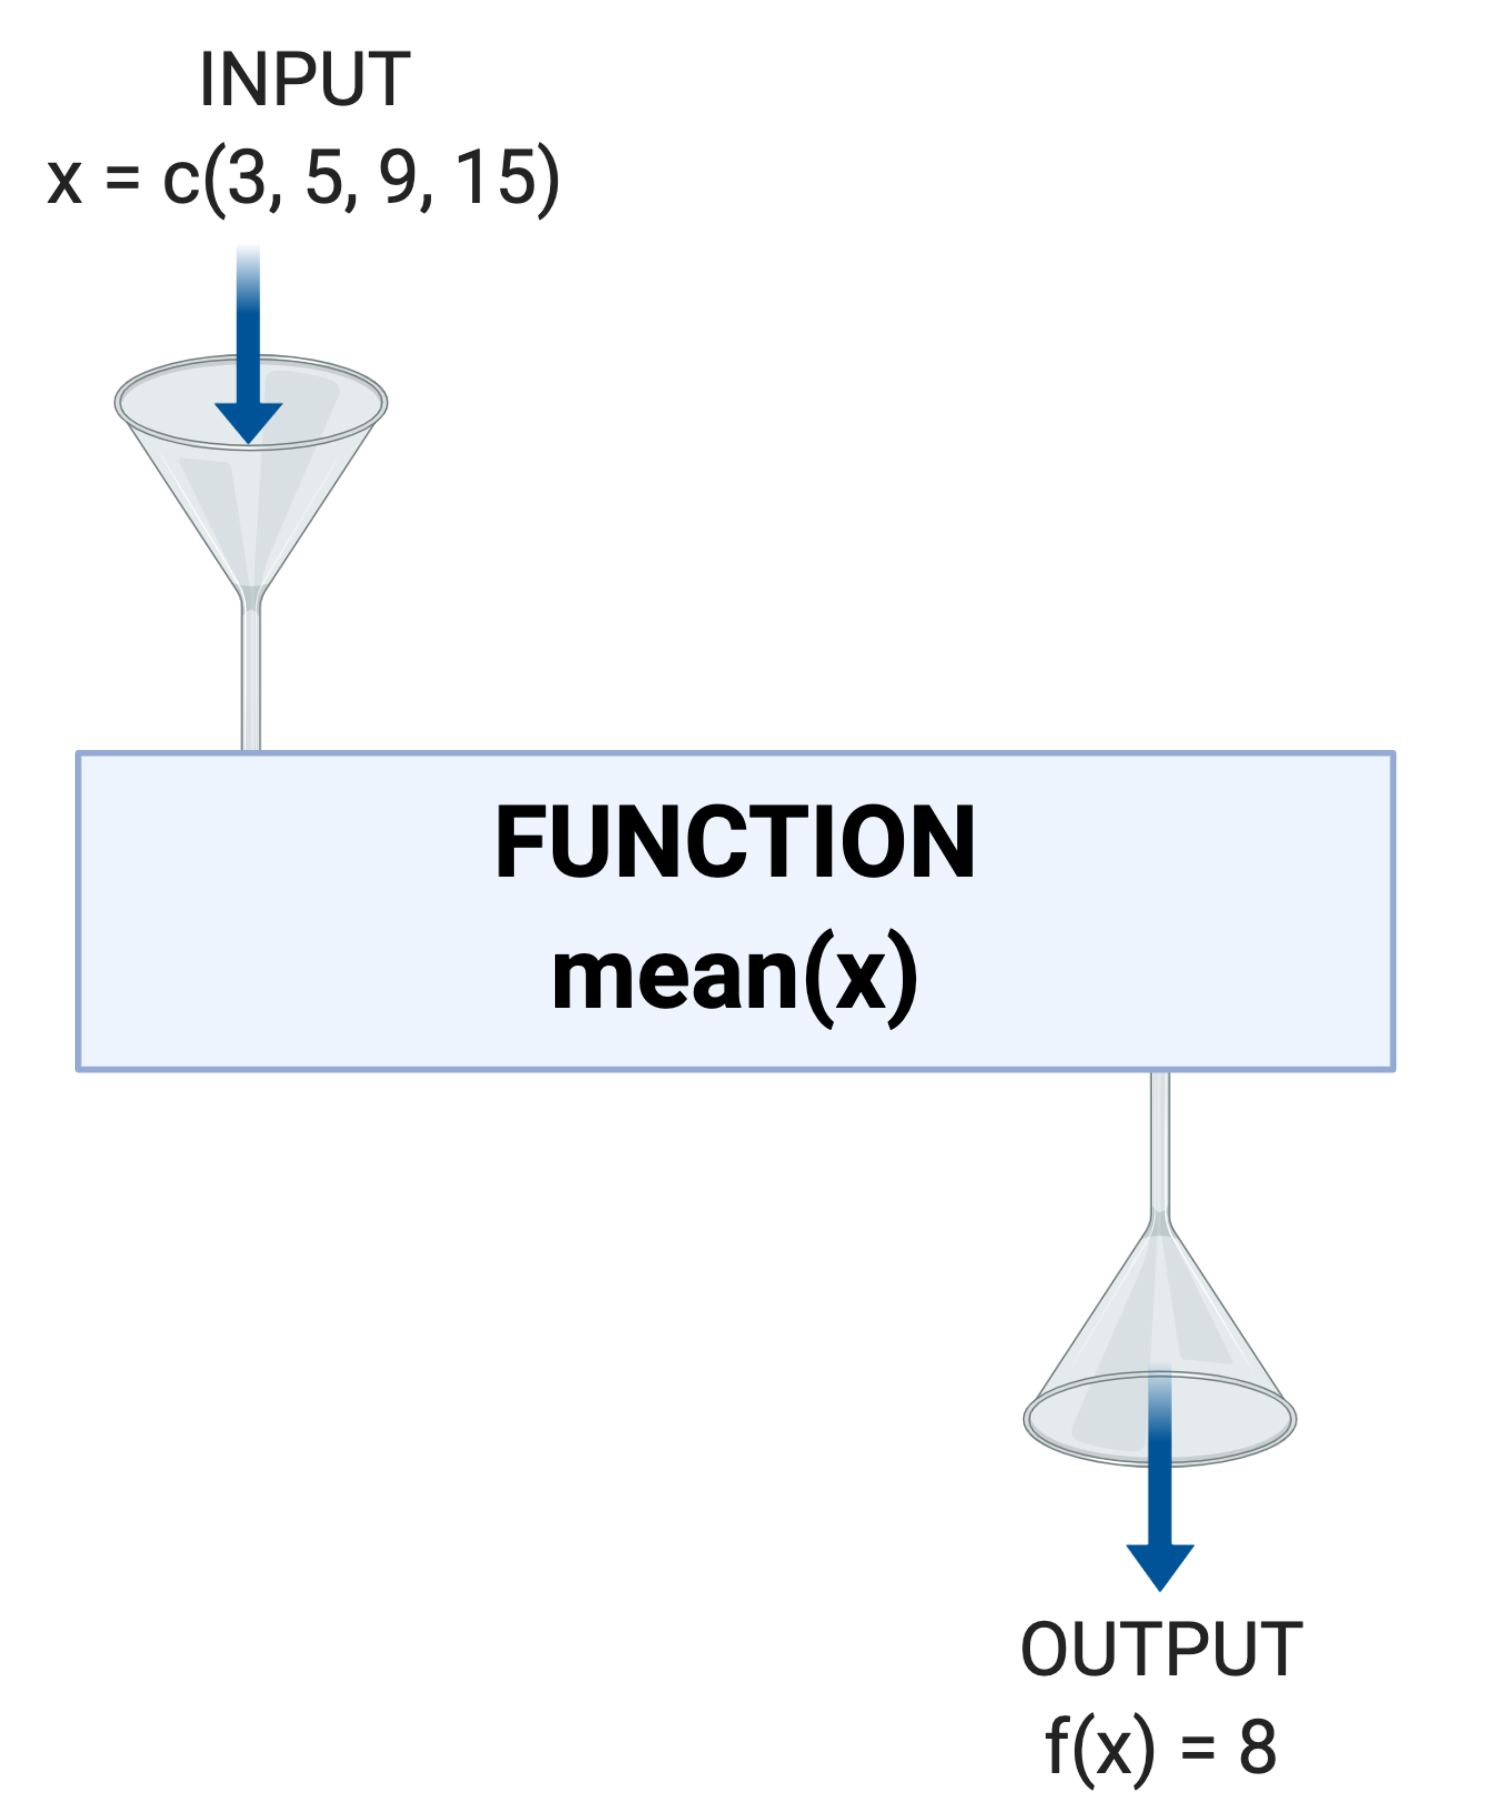 INPUT
x = c(3, 5, 9, 15)
FUNCTION
mean(x)
OUTPUT
f(x) = 8